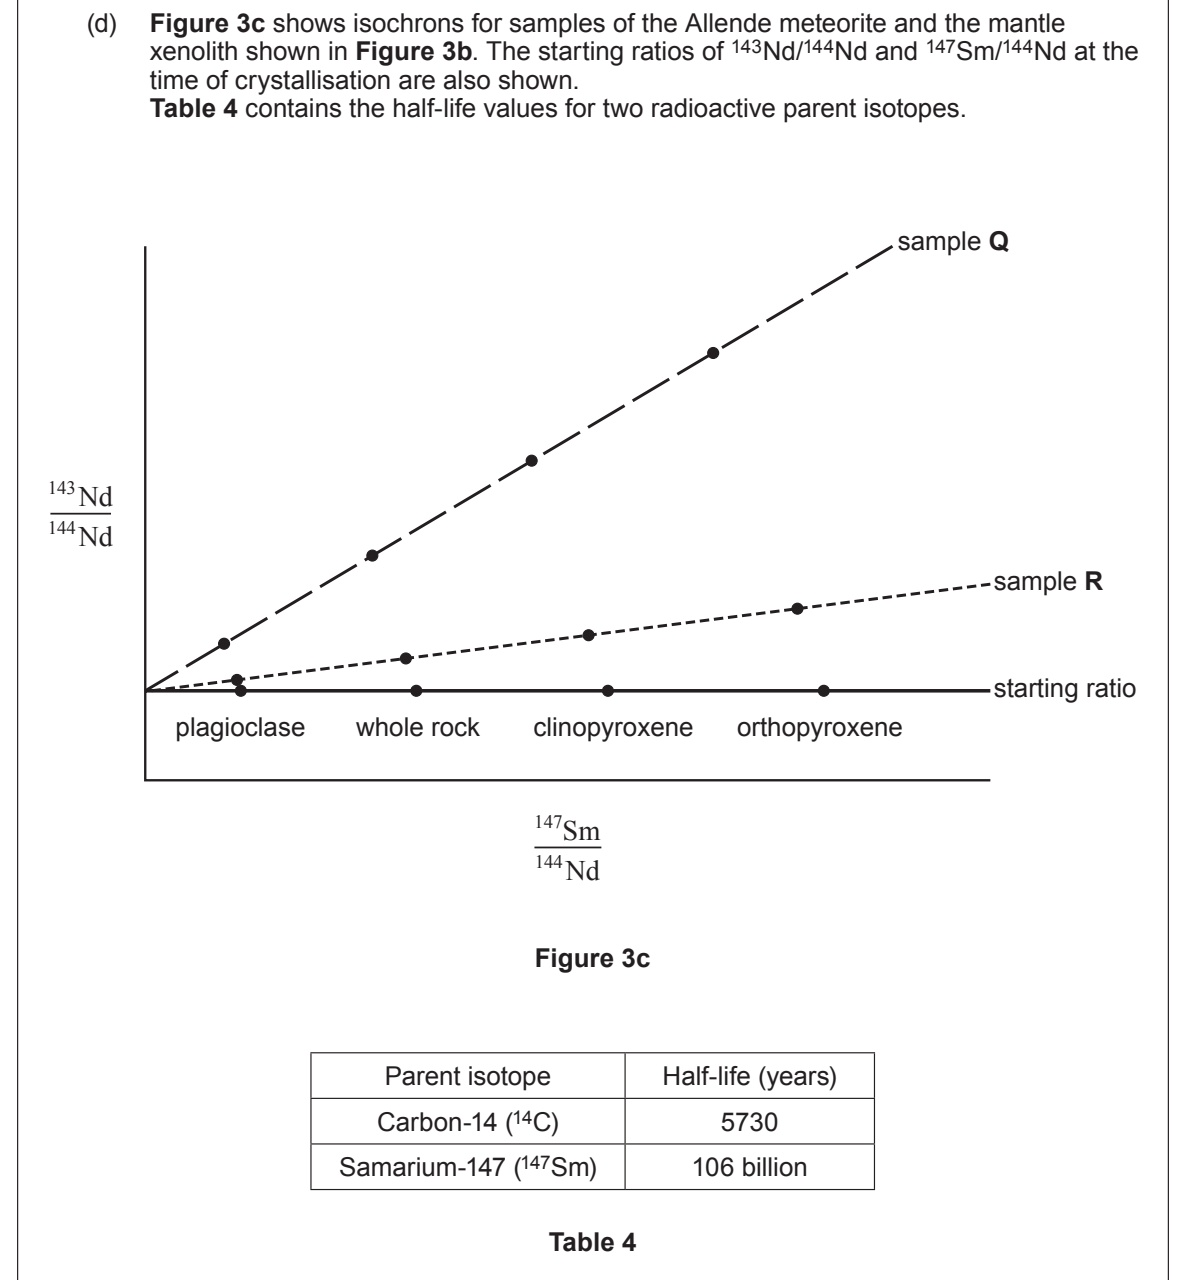 (d) Figure 3c shows isochrons for samples of the Allende meteorite and the mantle
xenolith shown in Figure 3b. The starting ratios of ¹⁴³Nd/¹⁴⁴Nd and ¹⁴⁷Sm/¹⁴⁴Nd at the
time of crystallisation are also shown.
Table 4 contains the half-life values for two radioactive parent isotopes.
sample Q
¹⁴³Nd
¹⁴⁴Nd
sample R
starting ratio
plagioclase whole rock clinopyroxene orthopyroxene
¹⁴⁷Sm
¹⁴⁴Nd
Figure 3c
Parent isotope Half-life (years)
Carbon-14 (¹⁴C) 5730
Samarium-147 (¹⁴⁷Sm) 106 billion
Table 4